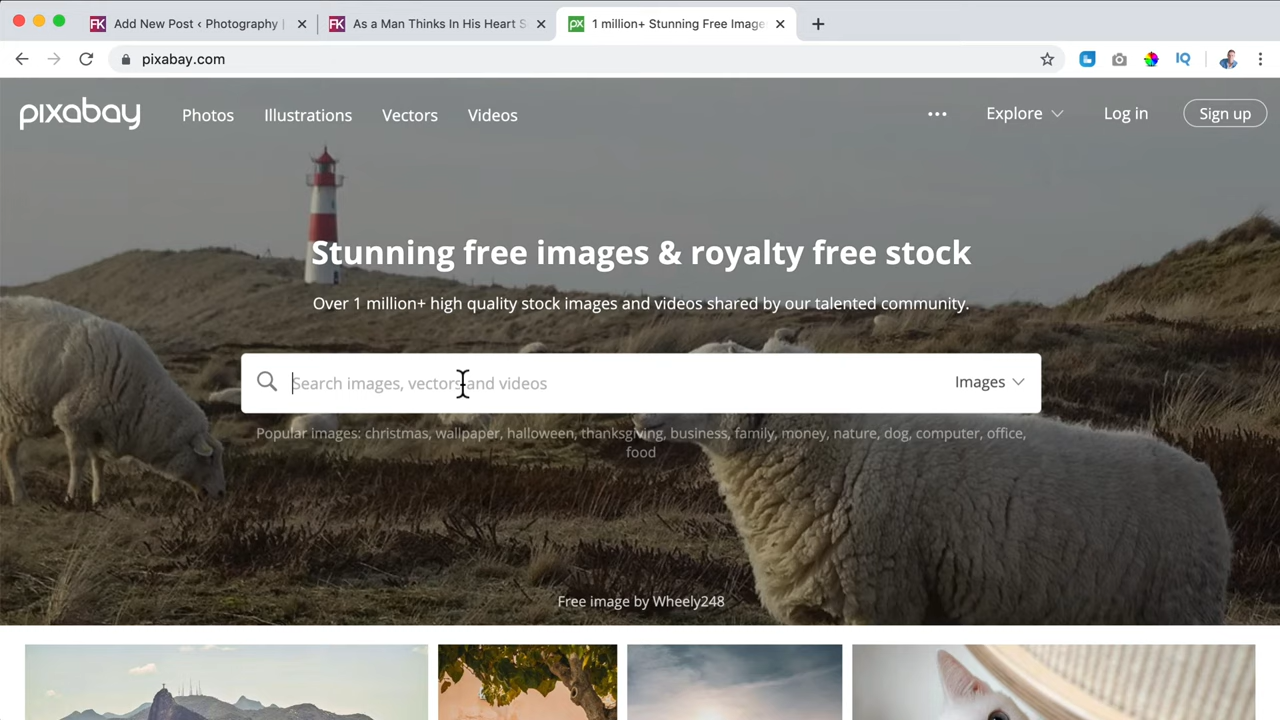 Add New Post ‹ Photography |
As a Man Thinks In His Heart S
px
1 million+ Stunning Free Image
pixabay.com
IQ
pixabay
Photos
Illustrations
Vectors
Videos
Explore
Log in
Sign up
Stunning free images & royalty free stock
Over 1 million+ high quality stock images and videos shared by our talented community.
Search images, vectors and videos
Images
Popular images: christmas, wallpaper, halloween, thanksgiving, business, family, money, nature, dog, computer, office,
food
Free image by Wheely248